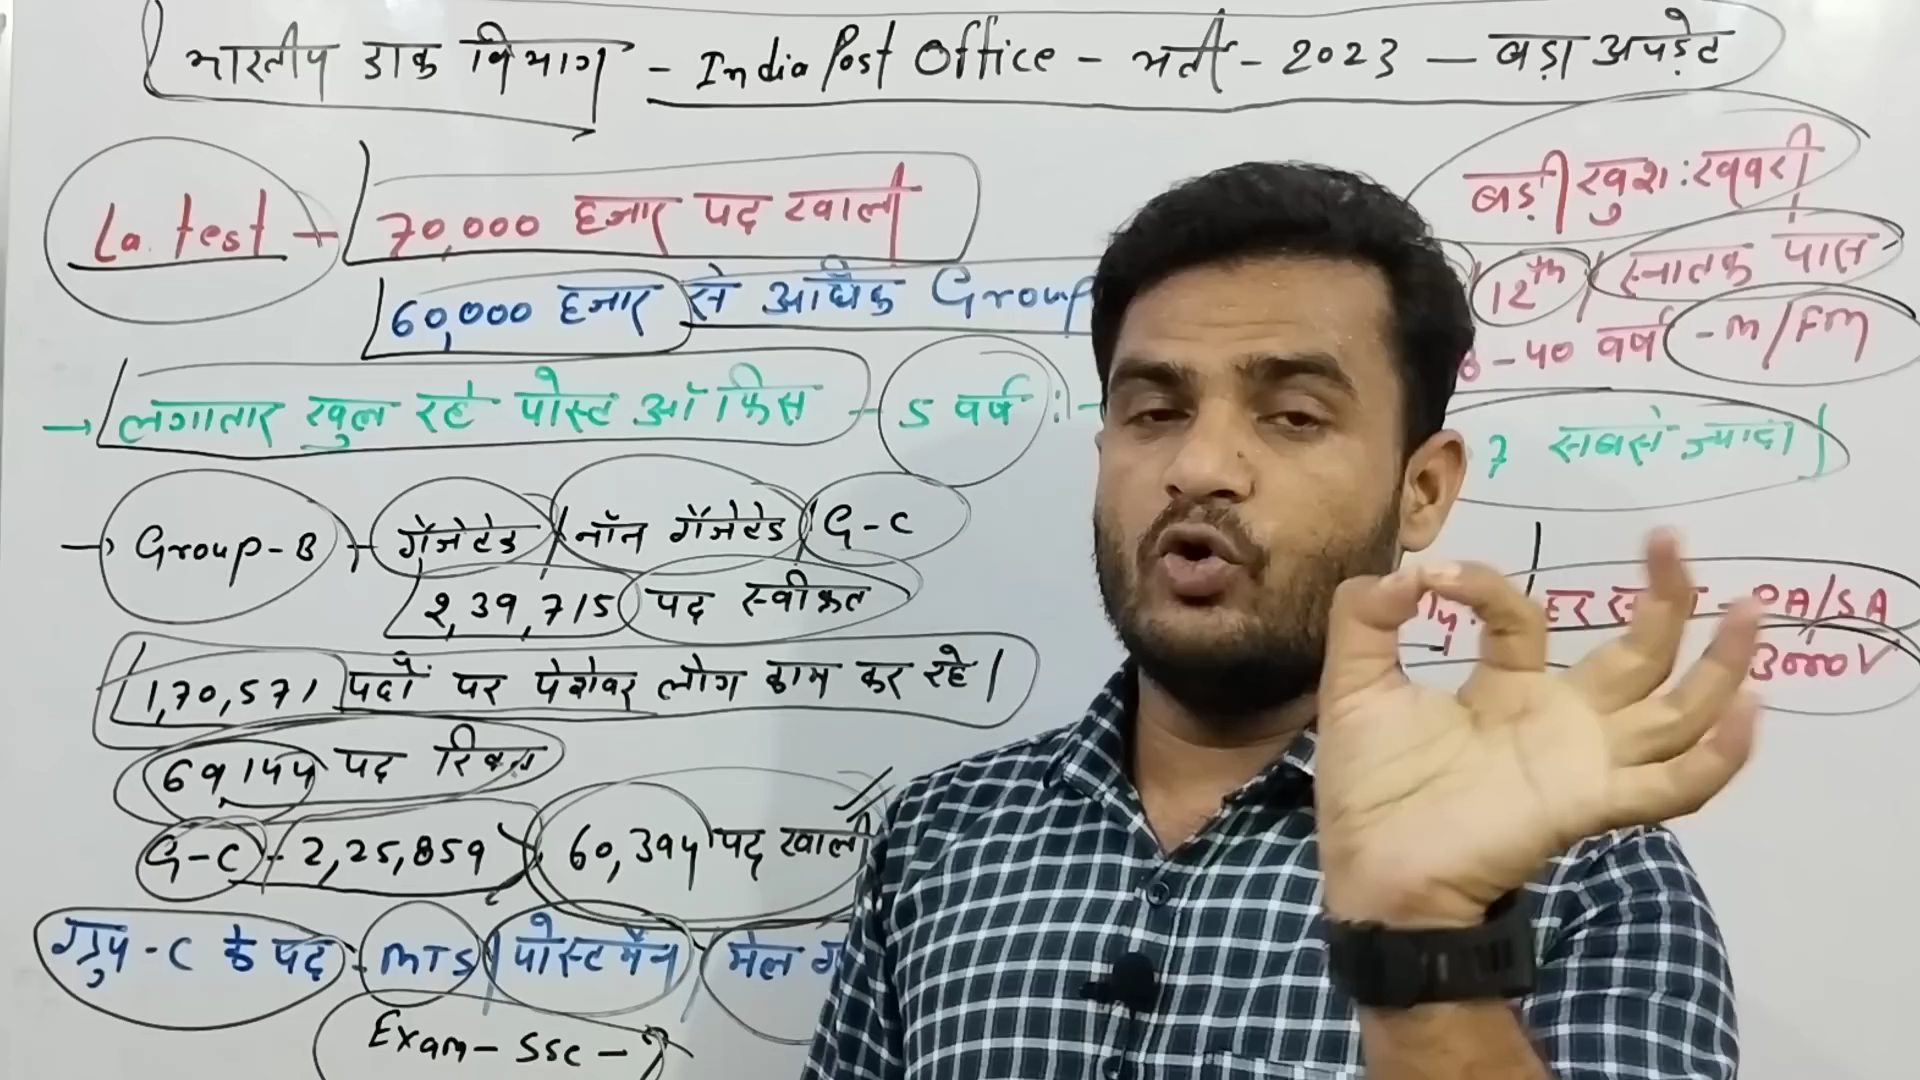 भारतीय डाक विभाग - India Post Office - भर्ती - 2023 - बड़ा अपडेट
Latest - 70,000 हजार पद खाली
बड़ी खुश:खबरी
60,000 हजार से अधिक Group
12th / स्नातक पास
- 40 वर्ष - M/FM
→ लगातार खुल रहे पोस्ट ऑफिस - 5 वर्ष :-
7 सबसे ज्यादा
→ Group-B - गॅजेटेड / नॉन गॅजेटेड / G-C
2,39,715 पद स्वीकृत
हर - PA/SA
3000 V
1,70,571 पदों पर पेशेवर लोग काम कर रहे।
69,144 पद रिक्त
G-C - 2,25,859 60,394 पद खाली
ग्रुप-C के पद - MTS / पोस्टमैन / मेल
Exam - SSC -